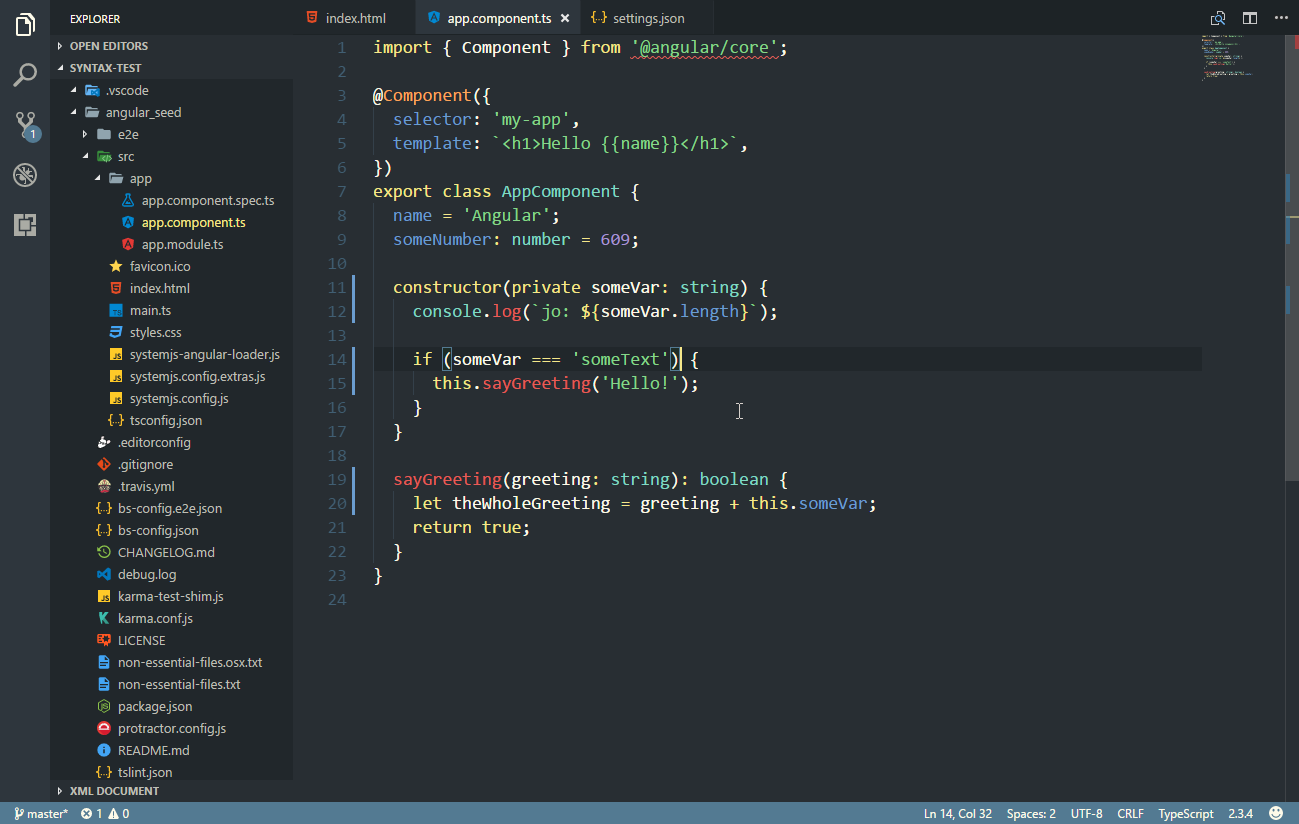 EXPLORER
OPEN EDITORS
SYNTAX-TEST
.vscode
angular_seed
e2e
src
app
app.component.spec.ts
app.component.ts
app.module.ts
favicon.ico
index.html
main.ts
styles.css
systemjs-angular-loader.js
systemjs.config.extras.js
systemjs.config.js
tsconfig.json
.editorconfig
.gitignore
.travis.yml
bs-config.e2e.json
bs-config.json
CHANGELOG.md
debug.log
karma-test-shim.js
karma.conf.js
LICENSE
non-essential-files.osx.txt
non-essential-files.txt
package.json
protractor.config.js
README.md
tslint.json
XML DOCUMENT
1
index.html app.component.ts × {..} settings.json
1 import { Component } from '@angular/core';
2
3 @Component({
4   selector: 'my-app',
5   template: `<h1>Hello {{name}}</h1>`,
6 })
7 export class AppComponent {
8   name = 'Angular';
9   someNumber: number = 609;
10
11   constructor(private someVar: string) {
12     console.log(`jo: ${someVar.length}`);
13
14     if (someVar === 'someText') {
15       this.sayGreeting('Hello!');
16     }
17   }
18
19   sayGreeting(greeting: string): boolean {
20     let theWholeGreeting = greeting + this.someVar;
21     return true;
22   }
23 }
24
master* 1 0 Ln 14, Col 32 Spaces: 2 UTF-8 CRLF TypeScript 2.3.4